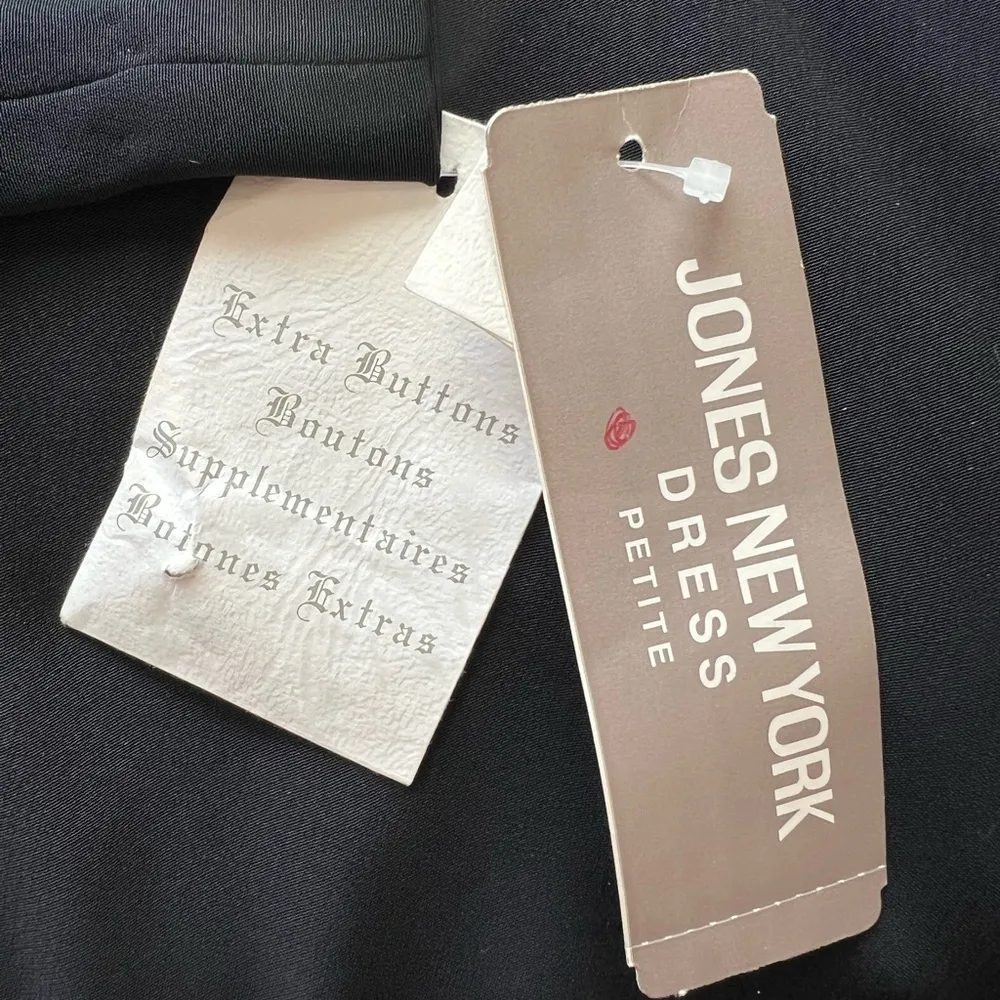 Extra Buttons
Boutons
Supplementaires
Botones Extras
JONES NEW YORK
DRESS
PETITE